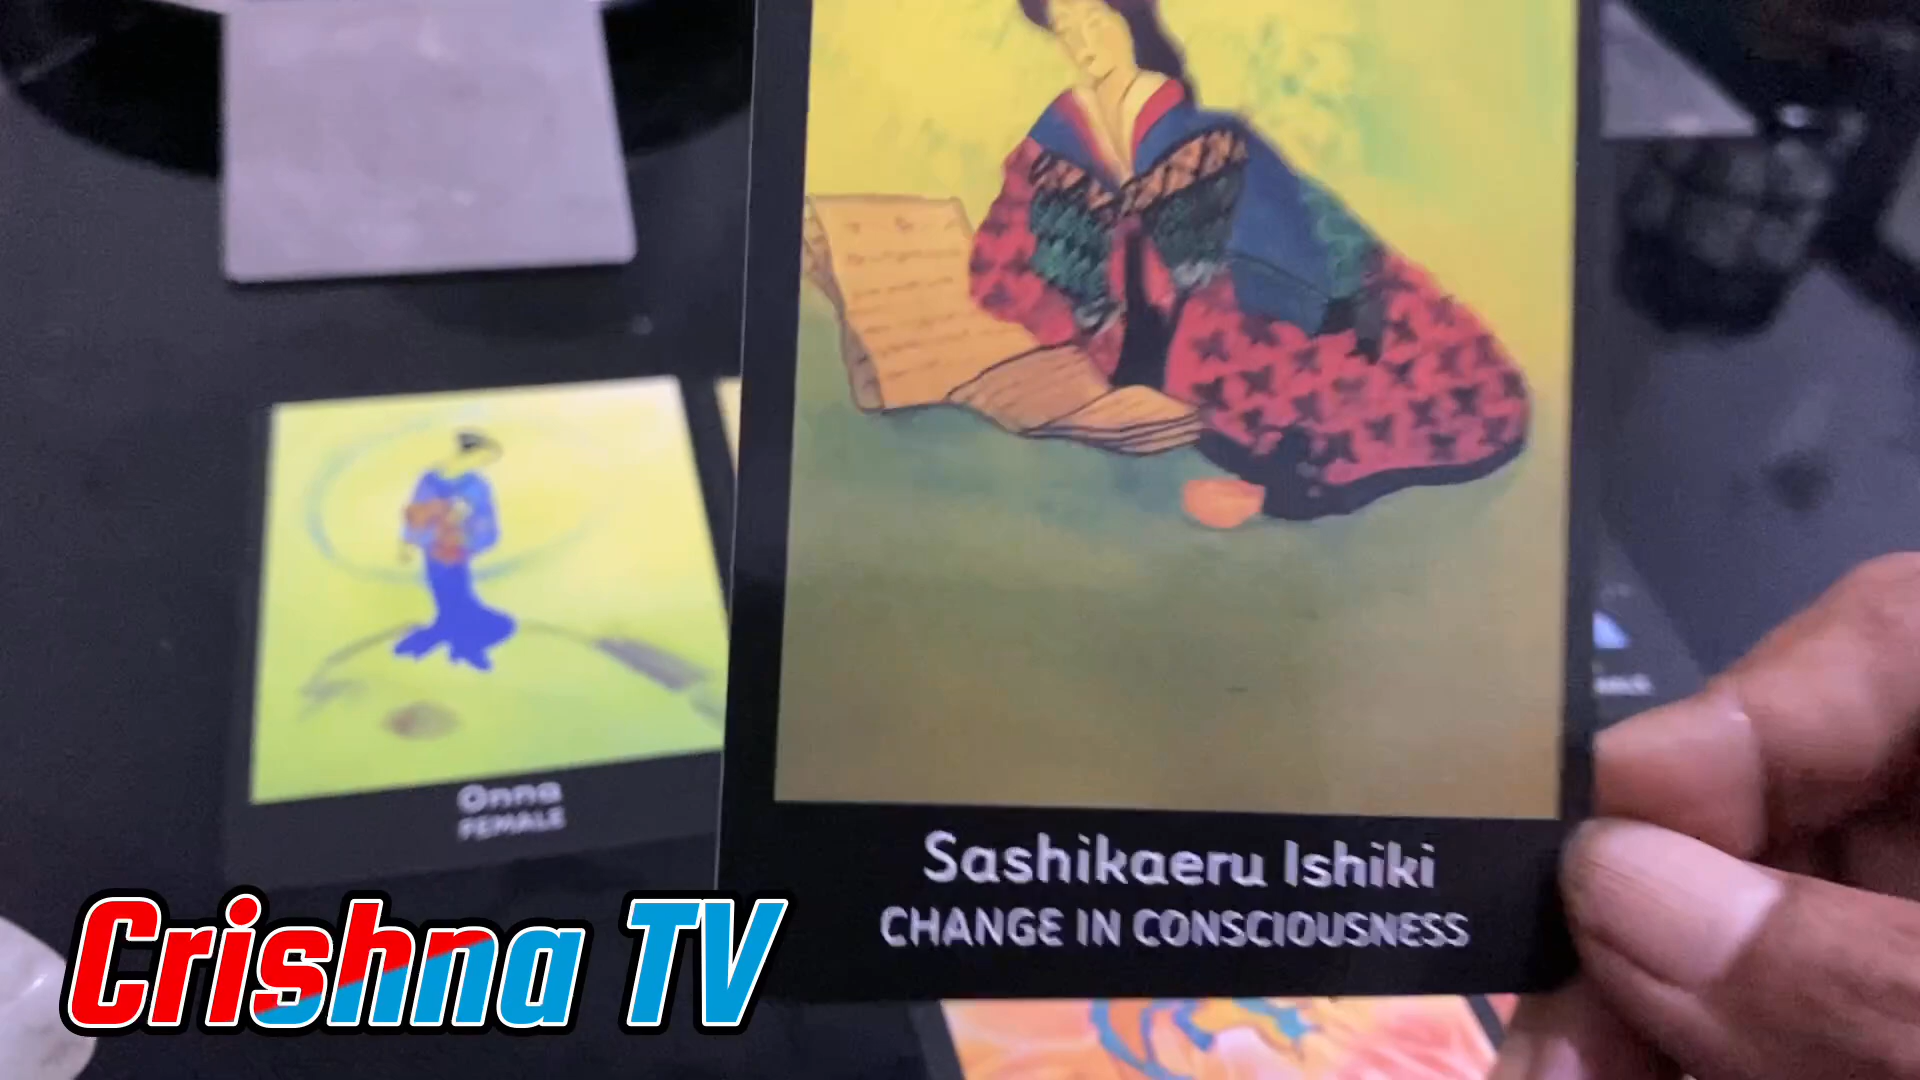 Onna
FEMALE
Sashikaeru Ishiki
CHANGE IN CONSCIOUSNESS
Crishna TV